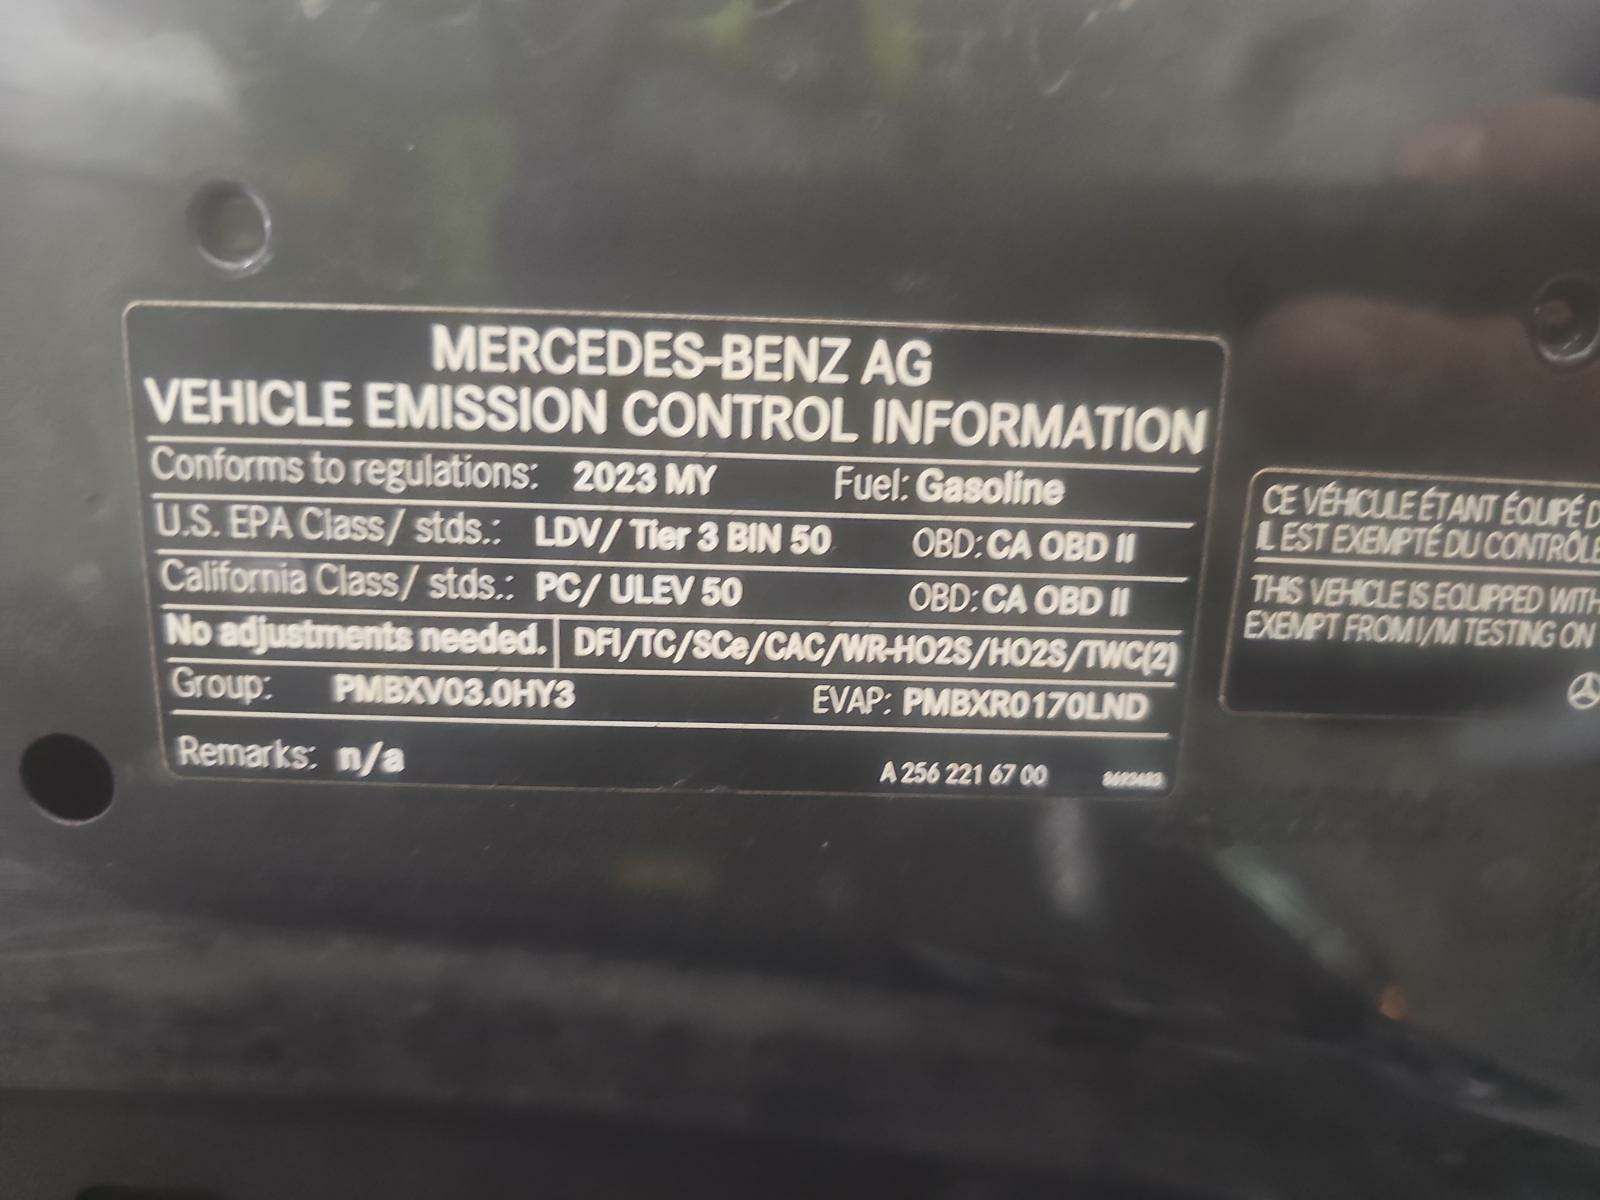 MERCEDES-BENZ AG
VEHICLE EMISSION CONTROL INFORMATION
Conforms to regulations: 2023 MY Fuel: Gasoline
U.S. EPA Class/ stds.: LDV/ Tier 3 BIN 50 OBD: CA OBD II
California Class/ stds.: PC/ ULEV 50 OBD: CA OBD II
No adjustments needed. DFI/TC/SCe/CAC/WR-HO2S/HO2S/TWC(2)
Group: PMBXV03.0HY3 EVAP: PMBXR0170LND
Remarks: n/a
A 256 221 67 00
CE VÉHICULE ÉTANT ÉQUIPÉ D
IL EST EXEMPTÉ DU CONTRÔLE
THIS VEHICLE IS EQUIPPED WITH
EXEMPT FROM I/M TESTING ON